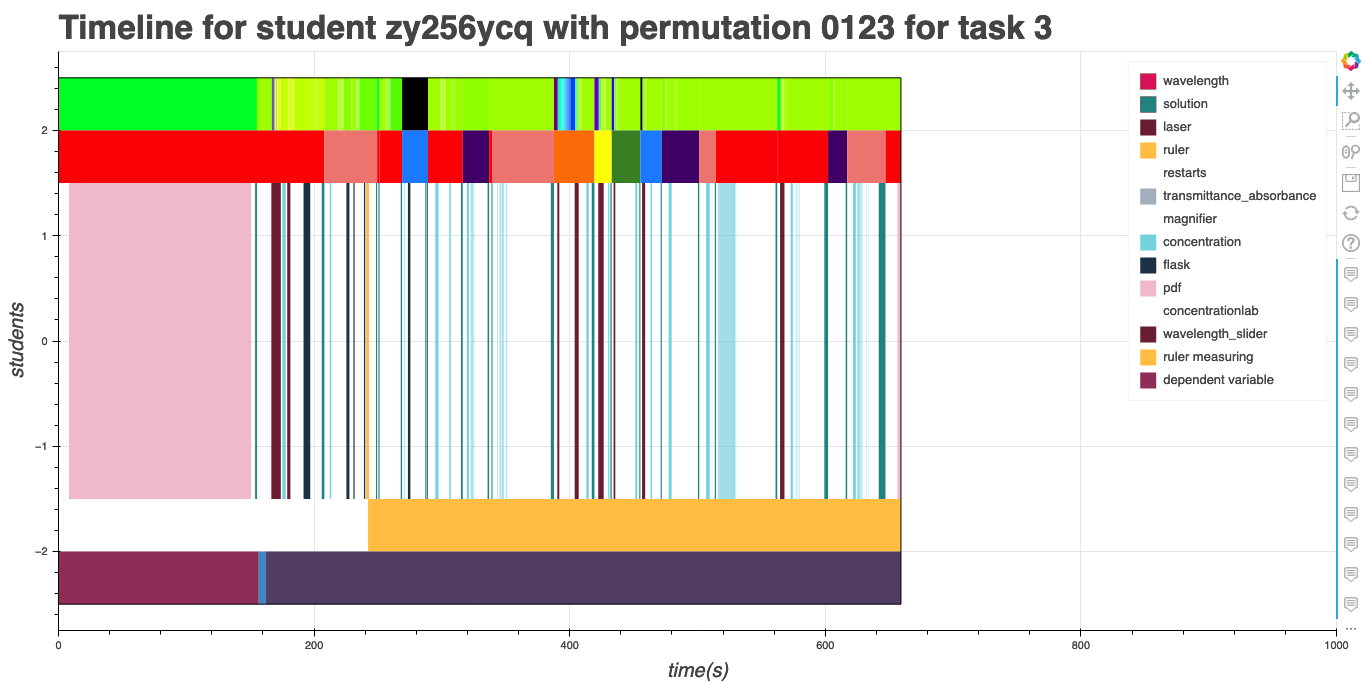 Timeline for student zy256ycq with permutation 0123 for task 3
wavelength
solution
laser
ruler
restarts
transmittance_absorbance
magnifier
concentration
flask
pdf
concentrationlab
wavelength_slider
ruler measuring
dependent variable
students
2
1
0
−1
−2
0
200
400
600
800
1000
time(s)